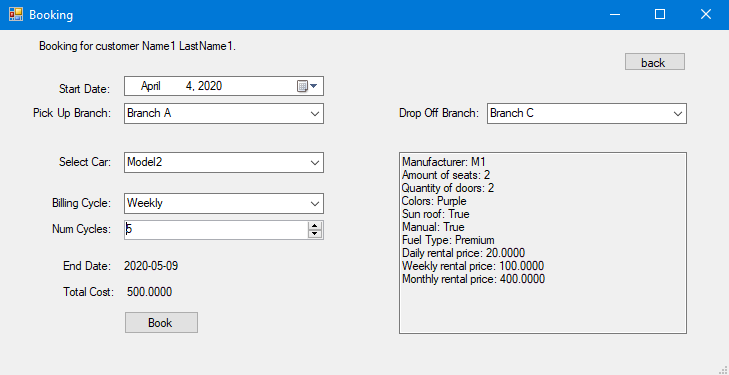 Booking
Booking for customer Name1 LastName1.
back
Start Date: April 4, 2020
Pick Up Branch: Branch A
Drop Off Branch: Branch C
Select Car: Model2
Billing Cycle: Weekly
Num Cycles: 5
End Date: 2020-05-09
Total Cost: 500.0000
Book
Manufacturer: M1
Amount of seats: 2
Quantity of doors: 2
Colors: Purple
Sun roof: True
Manual: True
Fuel Type: Premium
Daily rental price: 20.0000
Weekly rental price: 100.0000
Monthly rental price: 400.0000